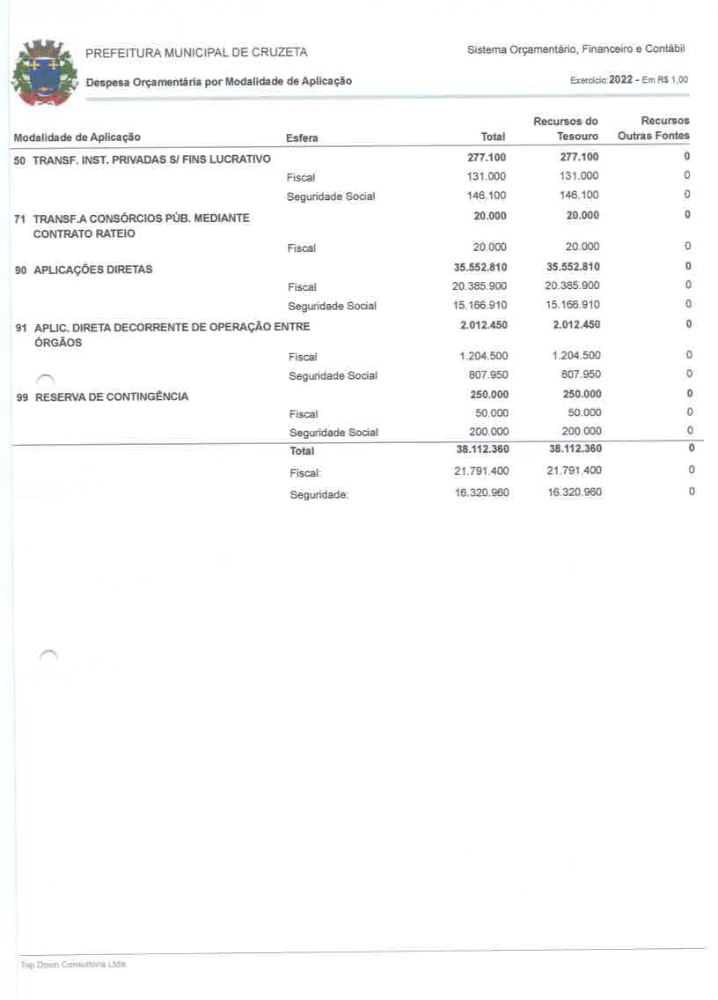 PREFEITURA MUNICIPAL DE CRUZETA
Sistema Orçamentário, Financeiro e Contábil
Despesa Orçamentária por Modalidade de Aplicação
Exercício:2022 - Em R$ 1,00
Modalidade de Aplicação Esfera Total Recursos do Tesouro Recursos Outras Fontes
50 TRANSF. INST. PRIVADAS S/ FINS LUCRATIVO 277.100 277.100 0
Fiscal 131.000 131.000 0
Seguridade Social 146.100 146.100 0
71 TRANSF.A CONSÓRCIOS PÚB. MEDIANTE 20.000 20.000 0
CONTRATO RATEIO
Fiscal 20.000 20.000 0
90 APLICAÇÕES DIRETAS 35.552.810 35.552.810 0
Fiscal 20.385.900 20.385.900 0
Seguridade Social 15.166.910 15.166.910 0
91 APLIC. DIRETA DECORRENTE DE OPERAÇÃO ENTRE 2.012.450 2.012.450 0
ÓRGÃOS
Fiscal 1.204.500 1.204.500 0
Seguridade Social 807.950 807.950 0
99 RESERVA DE CONTINGÊNCIA 250.000 250.000 0
Fiscal 50.000 50.000 0
Seguridade Social 200.000 200.000 0
Total 38.112.360 38.112.360 0
Fiscal: 21.791.400 21.791.400 0
Seguridade: 16.320.960 16.320.960 0
Top Down Consultoria Ltda.